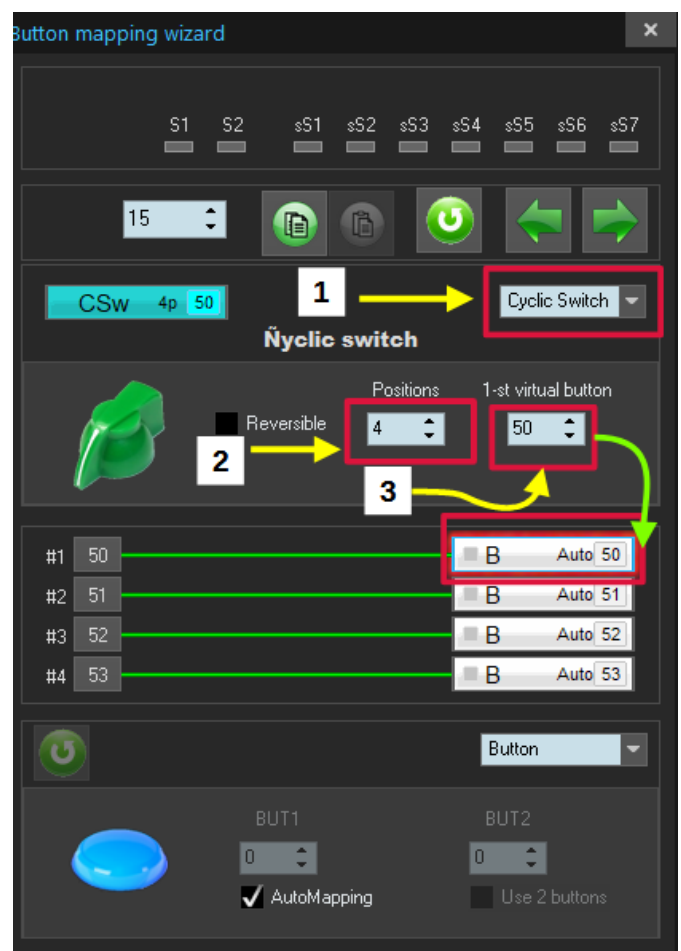 Button mapping wizard
S1 S2 sS1 sS2 sS3 sS4 sS5 sS6 sS7
15
CSw 4p 50 1 Cyclic Switch
Ñyclic switch
Positions 1-st virtual button
Reversible 4 50
2
3
#1 50 B Auto 50
#2 51 B Auto 51
#3 52 B Auto 52
#4 53 B Auto 53
Button
BUT1 BUT2
0 0
AutoMapping Use 2 buttons